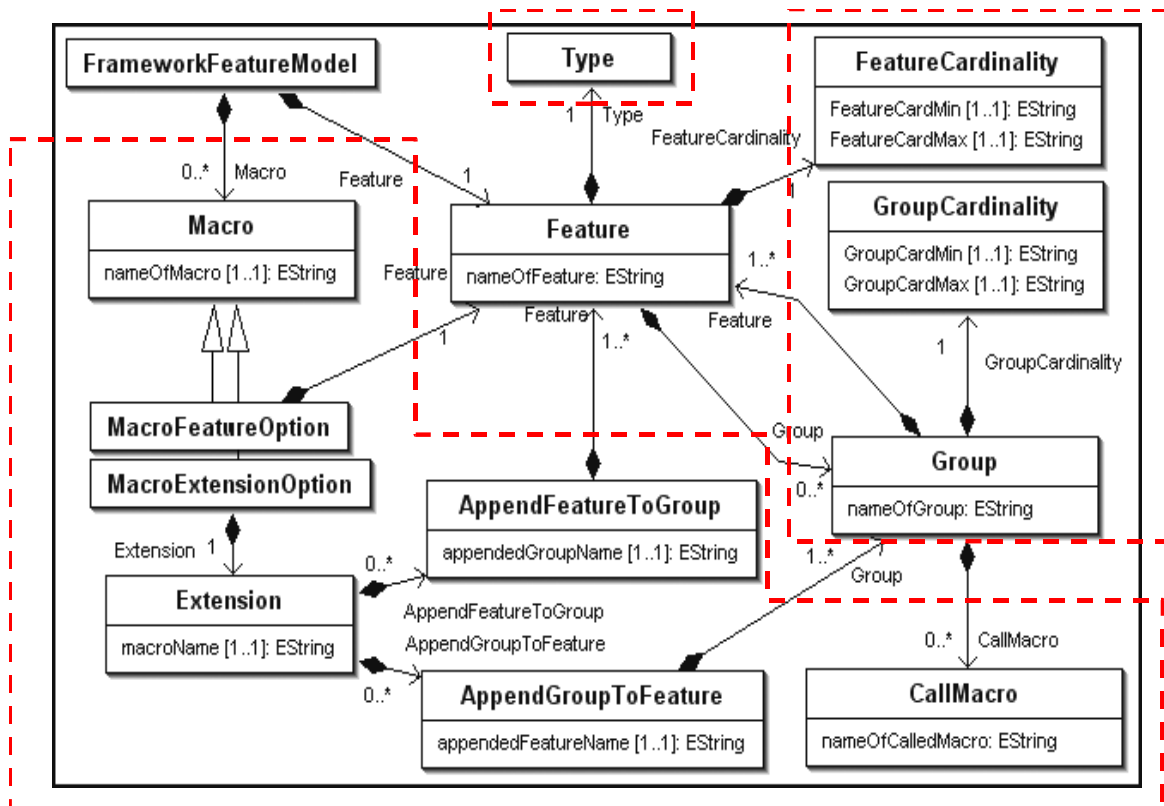 FrameworkFeatureModel
Type
FeatureCardinality
FeatureCardMin [1..1]: EString
FeatureCardMax [1..1]: EString
1
Type
FeatureCardinality
1
0..*
Macro
Feature
1
Macro
nameOfMacro [1..1]: EString
Feature
nameOfFeature: EString
GroupCardinality
GroupCardMin [1..1]: EString
GroupCardMax [1..1]: EString
1..*
Feature
Feature
1
Feature
1..*
1
GroupCardinality
MacroFeatureOption
MacroExtensionOption
Group
0..*
Group
nameOfGroup: EString
AppendFeatureToGroup
appendedGroupName [1..1]: EString
Extension
1
0..*
AppendFeatureToGroup
1..*
Group
Extension
macroName [1..1]: EString
AppendGroupToFeature
0..*
0..*
CallMacro
AppendGroupToFeature
appendedFeatureName [1..1]: EString
CallMacro
nameOfCalledMacro: EString